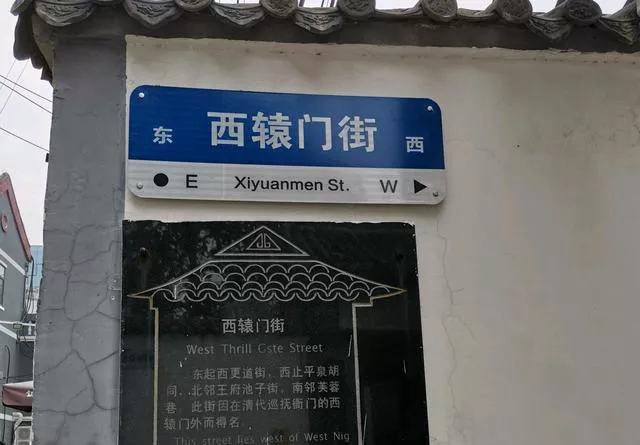 东 西辕门街 西
E Xiyuanmen St. W
西辕门街
West Thrill Gste Street
东起西更道街，西止平泉胡
同，北邻王府池子街，南邻芙蓉
巷。此街因在清代巡抚衙门的西
辕门外而得名。
This street lies west of West Nig